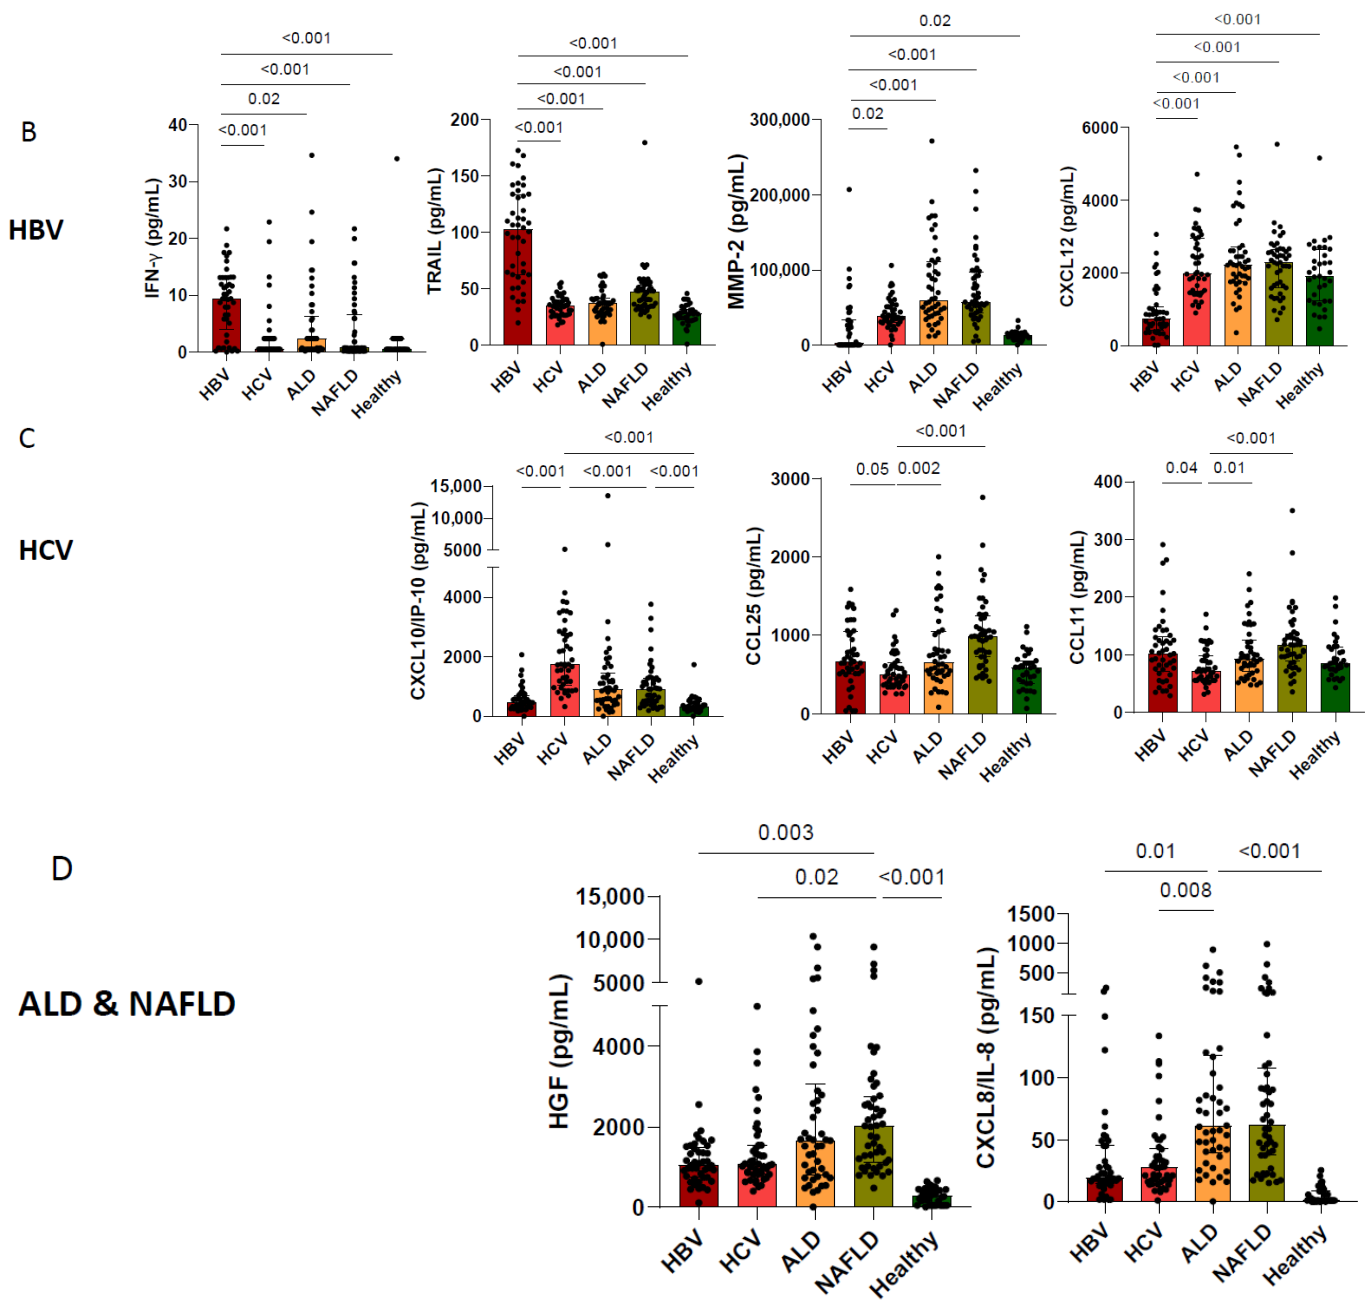 B
HBV
<0.001
<0.001
0.02
<0.001
IFN-γ (pg/mL)
40
30
20
10
0
HBV
HCV
ALD
NAFLD
Healthy
<0.001
<0.001
<0.001
<0.001
TRAIL (pg/mL)
200
150
100
50
0
HBV
HCV
ALD
NAFLD
Healthy
0.02
<0.001
<0.001
0.02
MMP-2 (pg/mL)
300,000
200,000
100,000
0
HBV
HCV
ALD
NAFLD
Healthy
<0.001
<0.001
<0.001
<0.001
CXCL12 (pg/mL)
6000
4000
2000
0
HBV
HCV
ALD
NAFLD
Healthy
C
HCV
<0.001
<0.001 <0.001 <0.001
CXCL10/IP-10 (pg/mL)
15,000
10,000
5000
4000
2000
0
HBV
HCV
ALD
NAFLD
Healthy
<0.001
0.05 0.002
CCL25 (pg/mL)
3000
2000
1000
0
HBV
HCV
ALD
NAFLD
Healthy
<0.001
0.04 0.01
CCL11 (pg/mL)
400
300
200
100
0
HBV
HCV
ALD
NAFLD
Healthy
D
ALD & NAFLD
0.003
0.02 <0.001
HGF (pg/mL)
15,000
10,000
5000
4000
2000
0
HBV
HCV
ALD
NAFLD
Healthy
0.01 <0.001
0.008
CXCL8/IL-8 (pg/mL)
1500
1000
500
150
100
50
0
HBV
HCV
ALD
NAFLD
Healthy